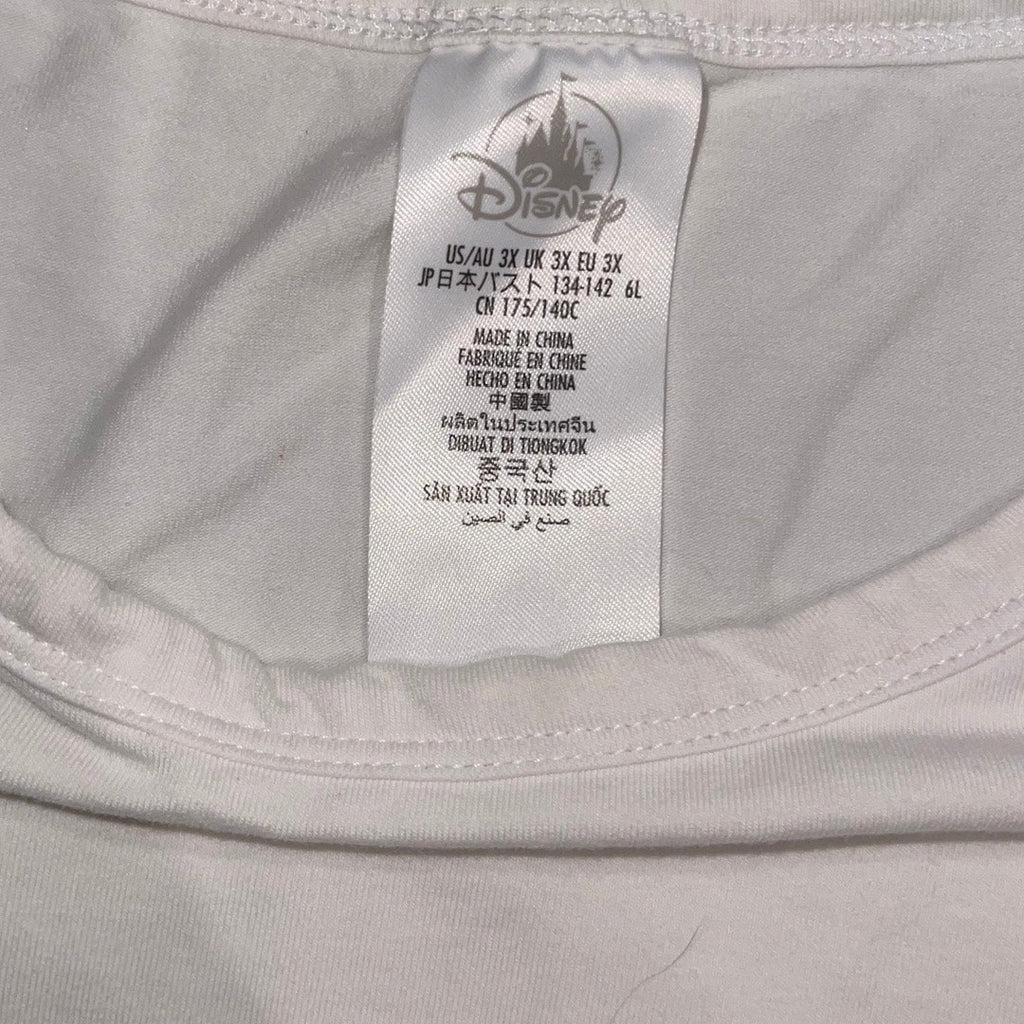 Disney
US/AU 3X UK 3X EU 3X
JP日本バスト 134-142 6L
CN 175/140C
MADE IN CHINA
FABRIQUÉ EN CHINE
HECHO EN CHINA
中國製
ผลิตในประเทศจีน
DIBUAT DI TIONGKOK
중국산
SẢN XUẤT TẠI TRUNG QUỐC
صنع في الصين